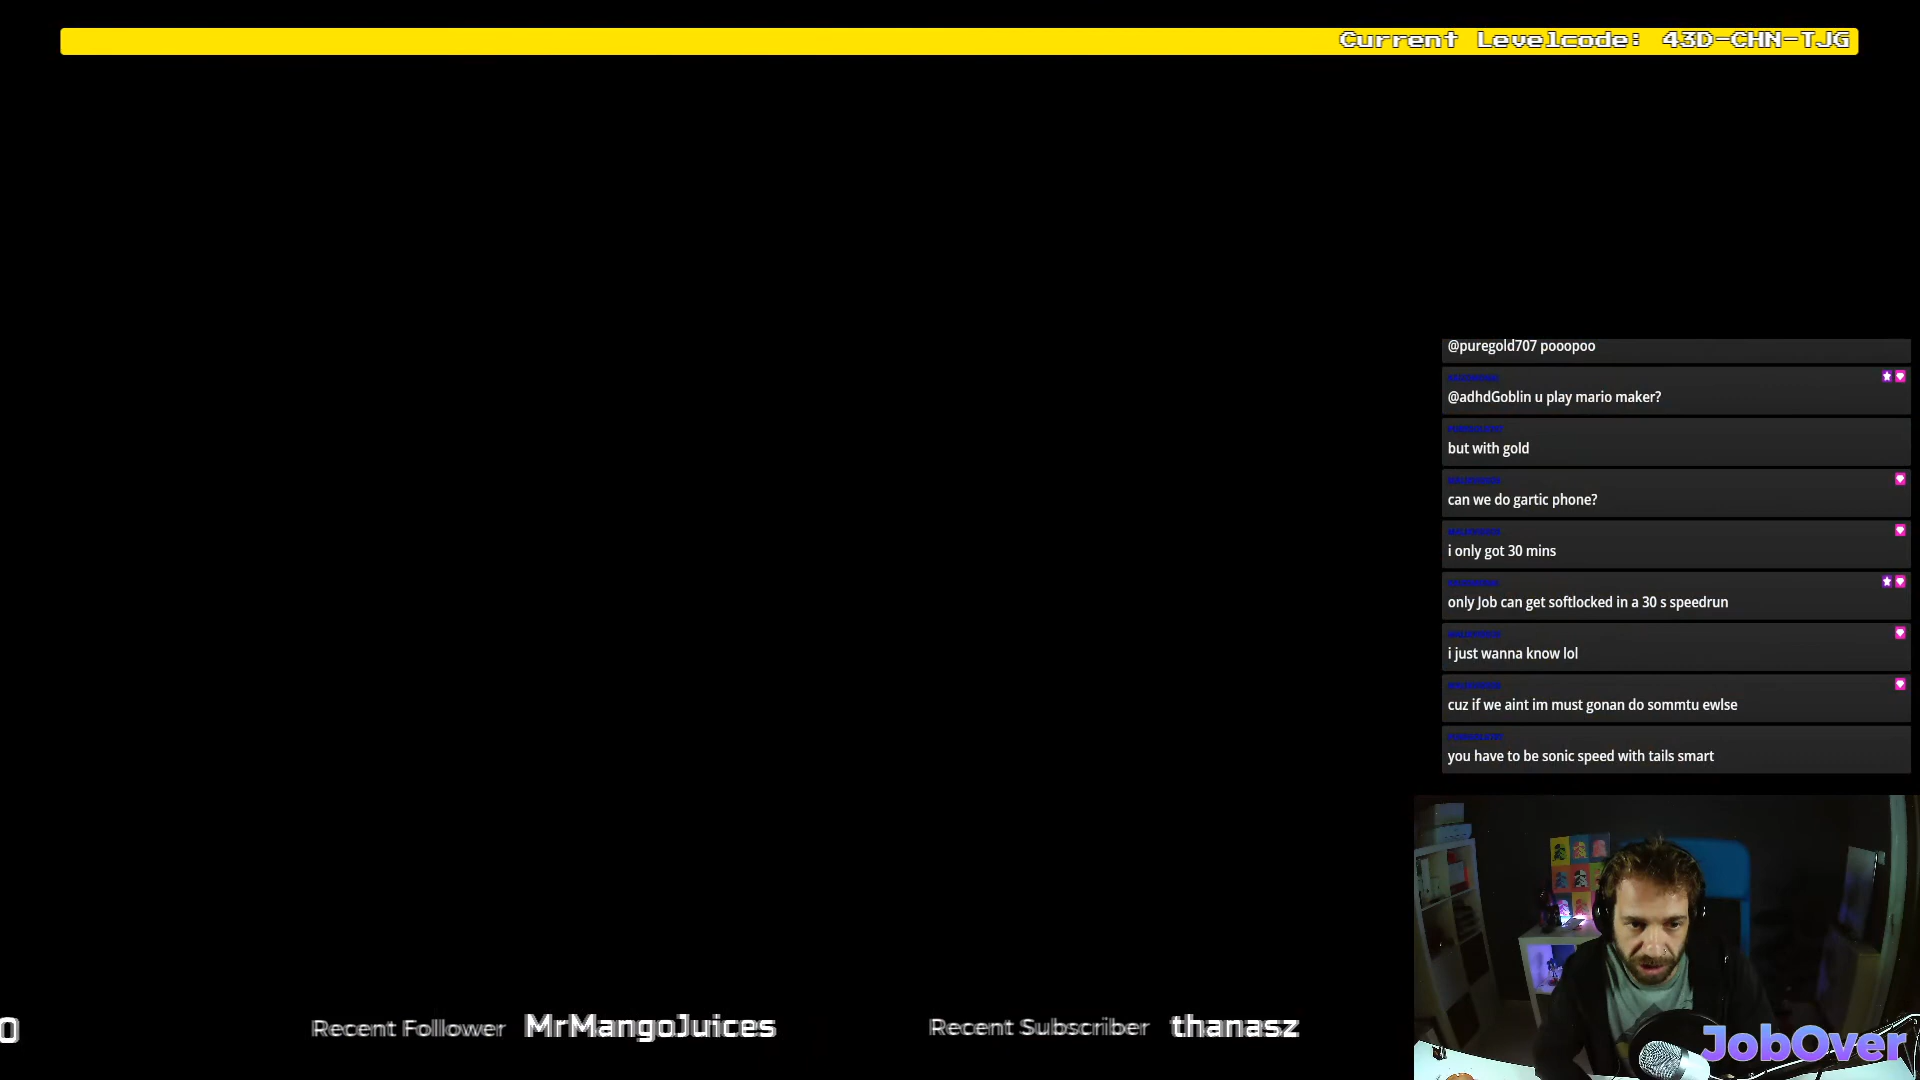 Current Levelcode: 43D-CHN-TJG
@puregold707 pooopoo
@adhdGoblin u play mario maker?
but with gold
can we do gartic phone?
i only got 30 mins
only Job can get softlocked in a 30 s speedrun
i just wanna know lol
cuz if we aint im must gonan do sommtu ewlse
you have to be sonic speed with tails smart
Recent Folllower MrMangoJuices
Recent Subscriber thanasz
JobOver